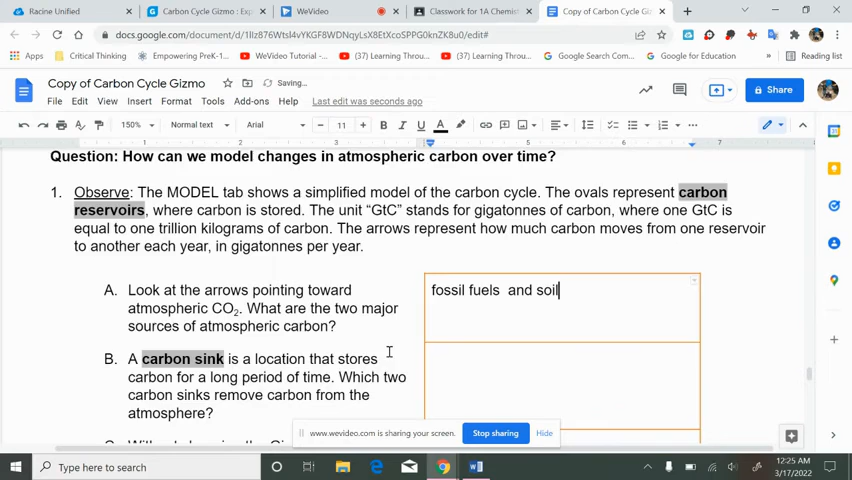 Racine Unified
Carbon Cycle Gizmo : Exp
WeVideo
Classwork for 1A Chemist
Copy of Carbon Cycle Gizmo
docs.google.com/document/d/1lIz876Wtsl4vYKGF8WDNqyLsX8EtXcoSPPG0knZK8u0/edit#
Apps
Empowering PreK-1...
WeVideo Tutorial -...
(37) Learning Throu...
(37) Learning Throu...
Google Search Com...
Google for Education
Reading list
Copy of Carbon Cycle Gizmo
Saving...
File Edit View Insert Format Tools Add-ons Help Last edit was seconds ago
Share
150% Normal text Arial 11
1 2 3 4 5 6 7
Question: How can we model changes in atmospheric carbon over time?
1. Observe: The MODEL tab shows a simplified model of the carbon cycle. The ovals represent carbon
reservoirs, where carbon is stored. The unit “GtC” stands for gigatonnes of carbon, where one GtC is
equal to one trillion kilograms of carbon. The arrows represent how much carbon moves from one reservoir
to another each year, in gigatonnes per year.
A. Look at the arrows pointing toward
atmospheric CO2. What are the two major
sources of atmospheric carbon?
fossil fuels  and soil
B. A carbon sink is a location that stores
carbon for a long period of time. Which two
carbon sinks remove carbon from the
atmosphere?
www.wevideo.com is sharing your screen.
Stop sharing
Hide
Type here to search
12:25 AM
3/17/2022